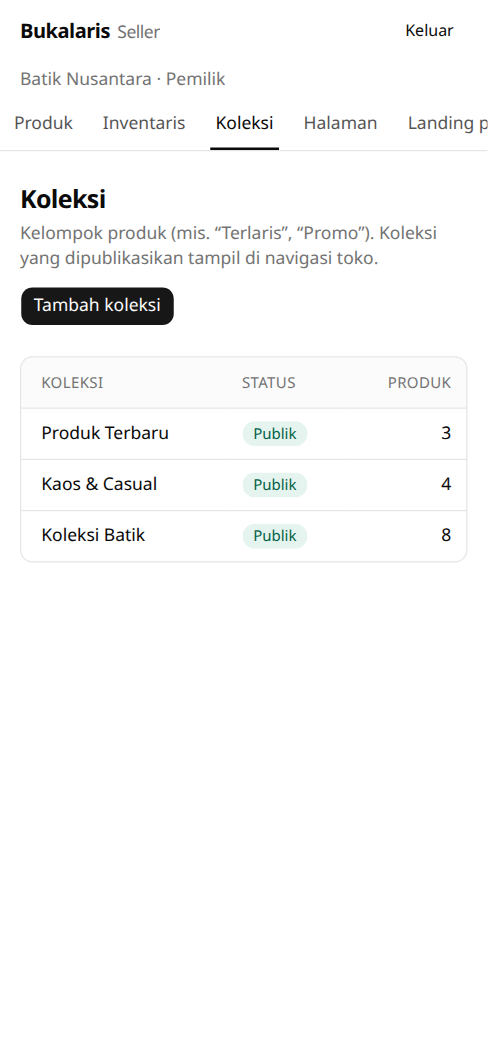 Bukalaris Seller
Keluar
Batik Nusantara · Pemilik
Produk Inventaris Koleksi Halaman Landing p
Koleksi
Kelompok produk (mis. “Terlaris”, “Promo”). Koleksi
yang dipublikasikan tampil di navigasi toko.
Tambah koleksi
KOLEKSI STATUS PRODUK
Produk Terbaru Publik 3
Kaos & Casual Publik 4
Koleksi Batik Publik 8